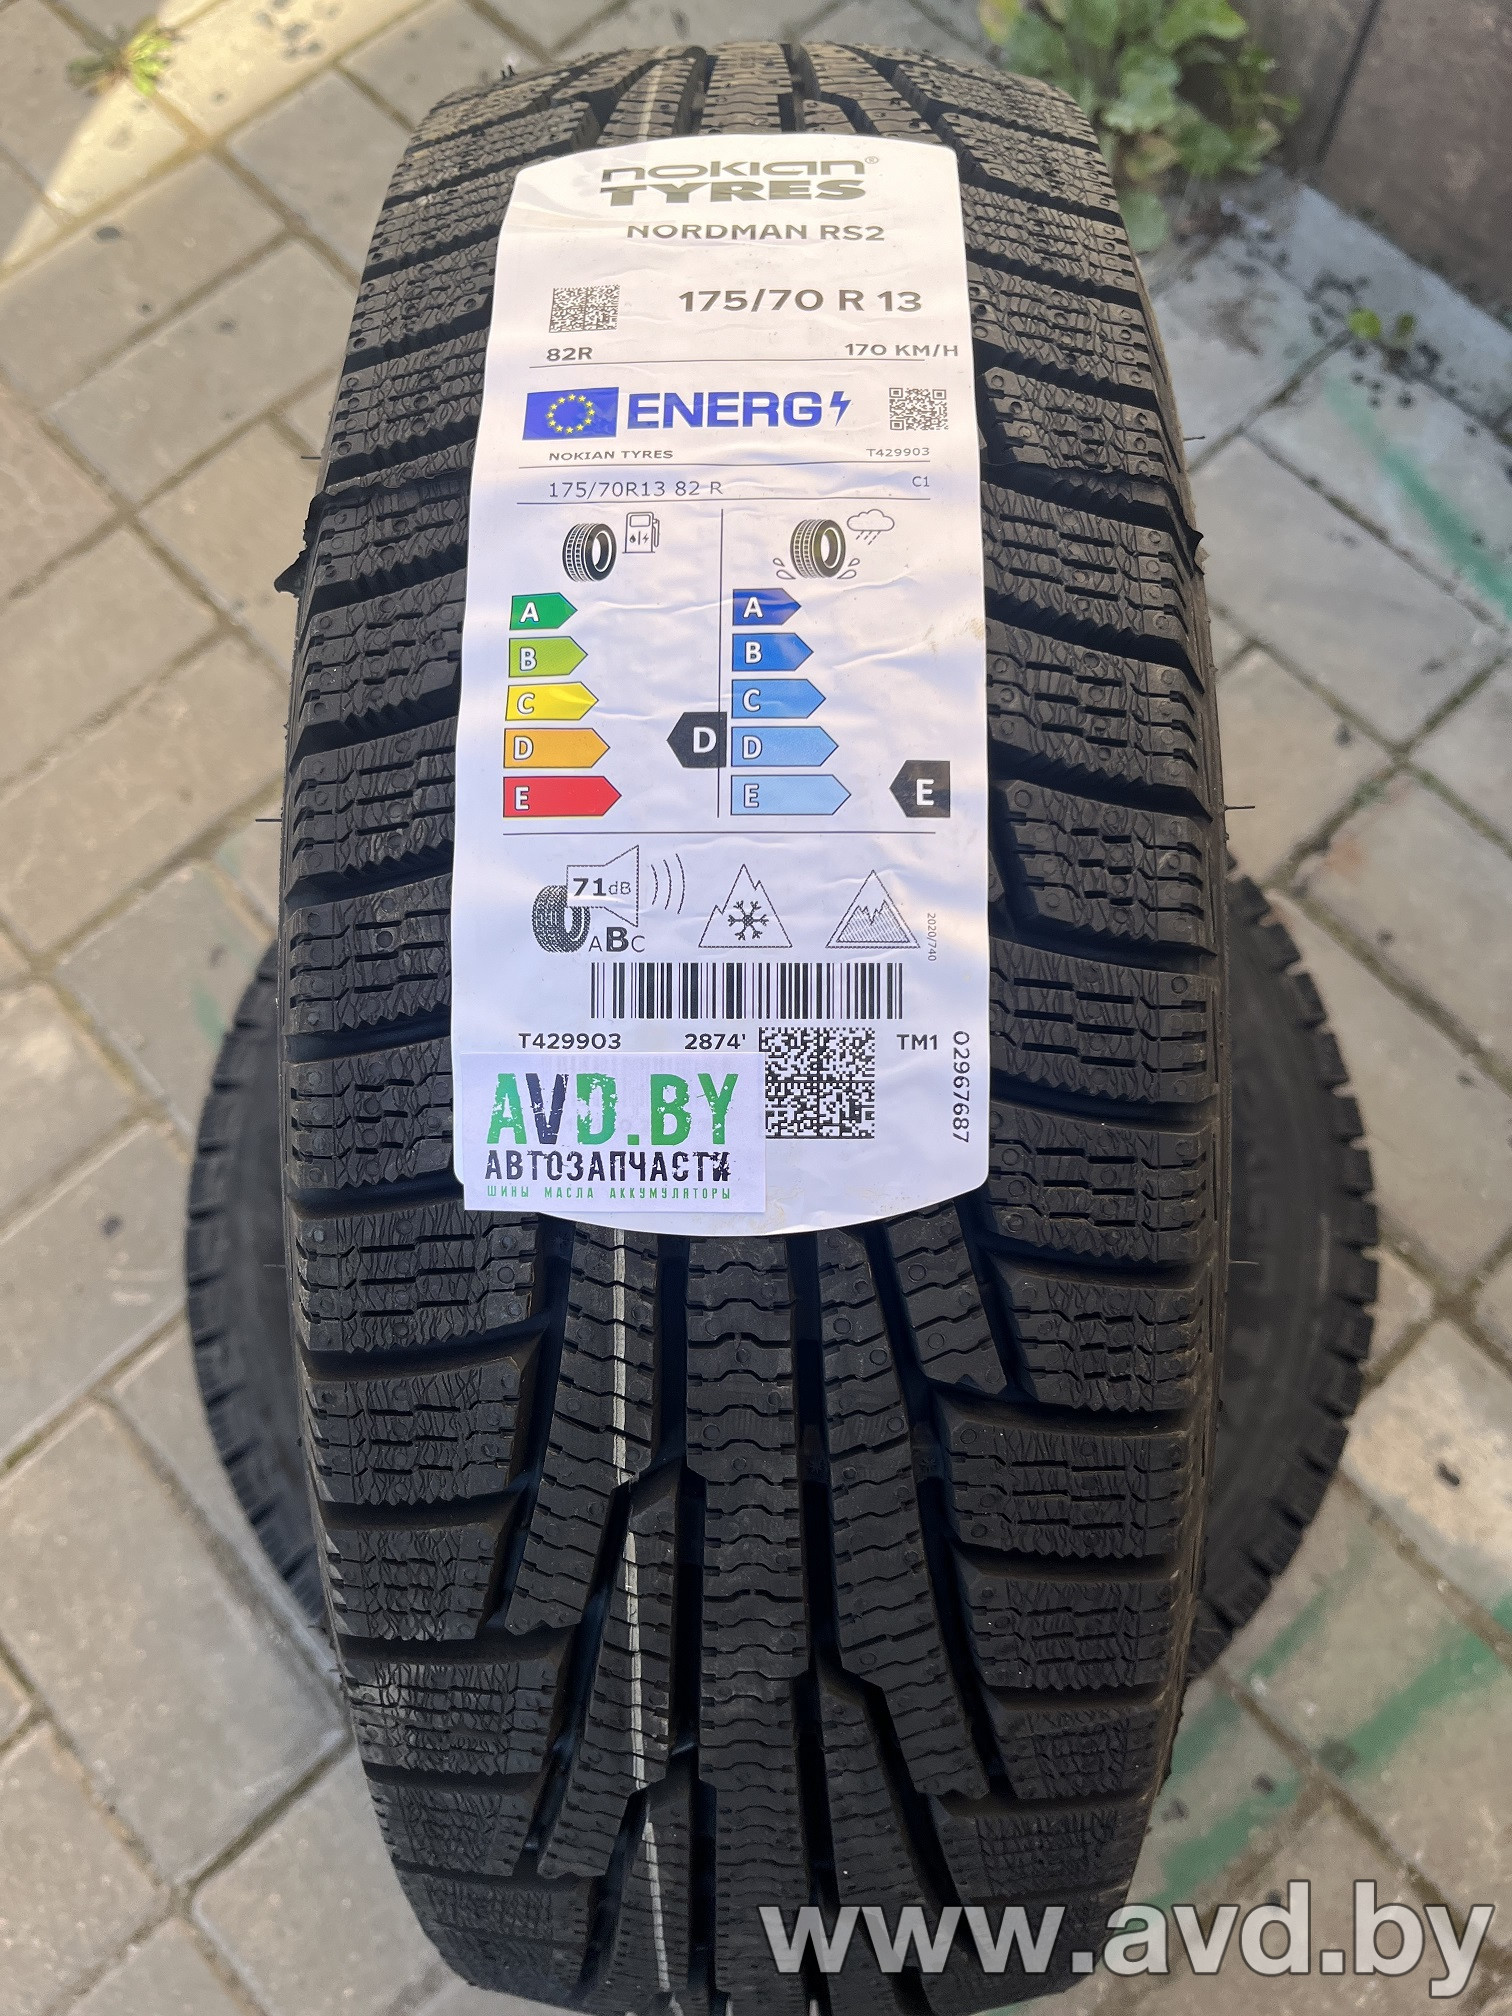 nokian®
TYRES
NORDMAN RS2
175/70 R 13
82R 170 KM/H
ENERG
NOKIAN TYRES T429903
175/70R13 82 R C1
A A
B B
C C
D D D
E E E
71dB
ABC
2020/740
T429903 2874' TM1
02967687
AVD.BY
АВТОЗАПЧАСТИ
ШИНЫ МАСЛА АККУМУЛЯТОРЫ
www.avd.by